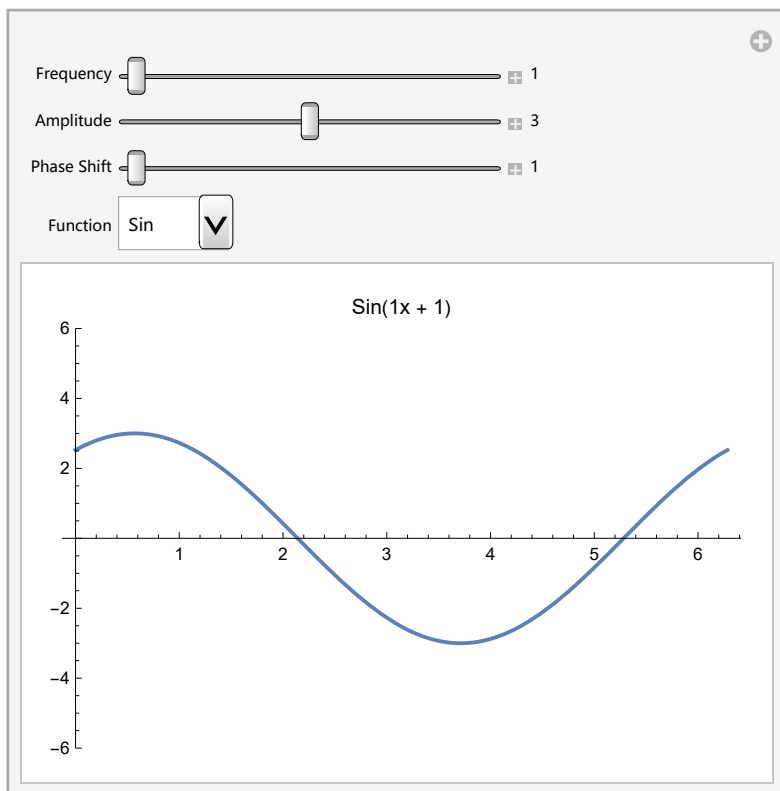 Frequency 1
Amplitude 3
Phase Shift 1
Function Sin
Sin(1x + 1)
6
4
2
1 2 3 4 5 6
−2
−4
−6